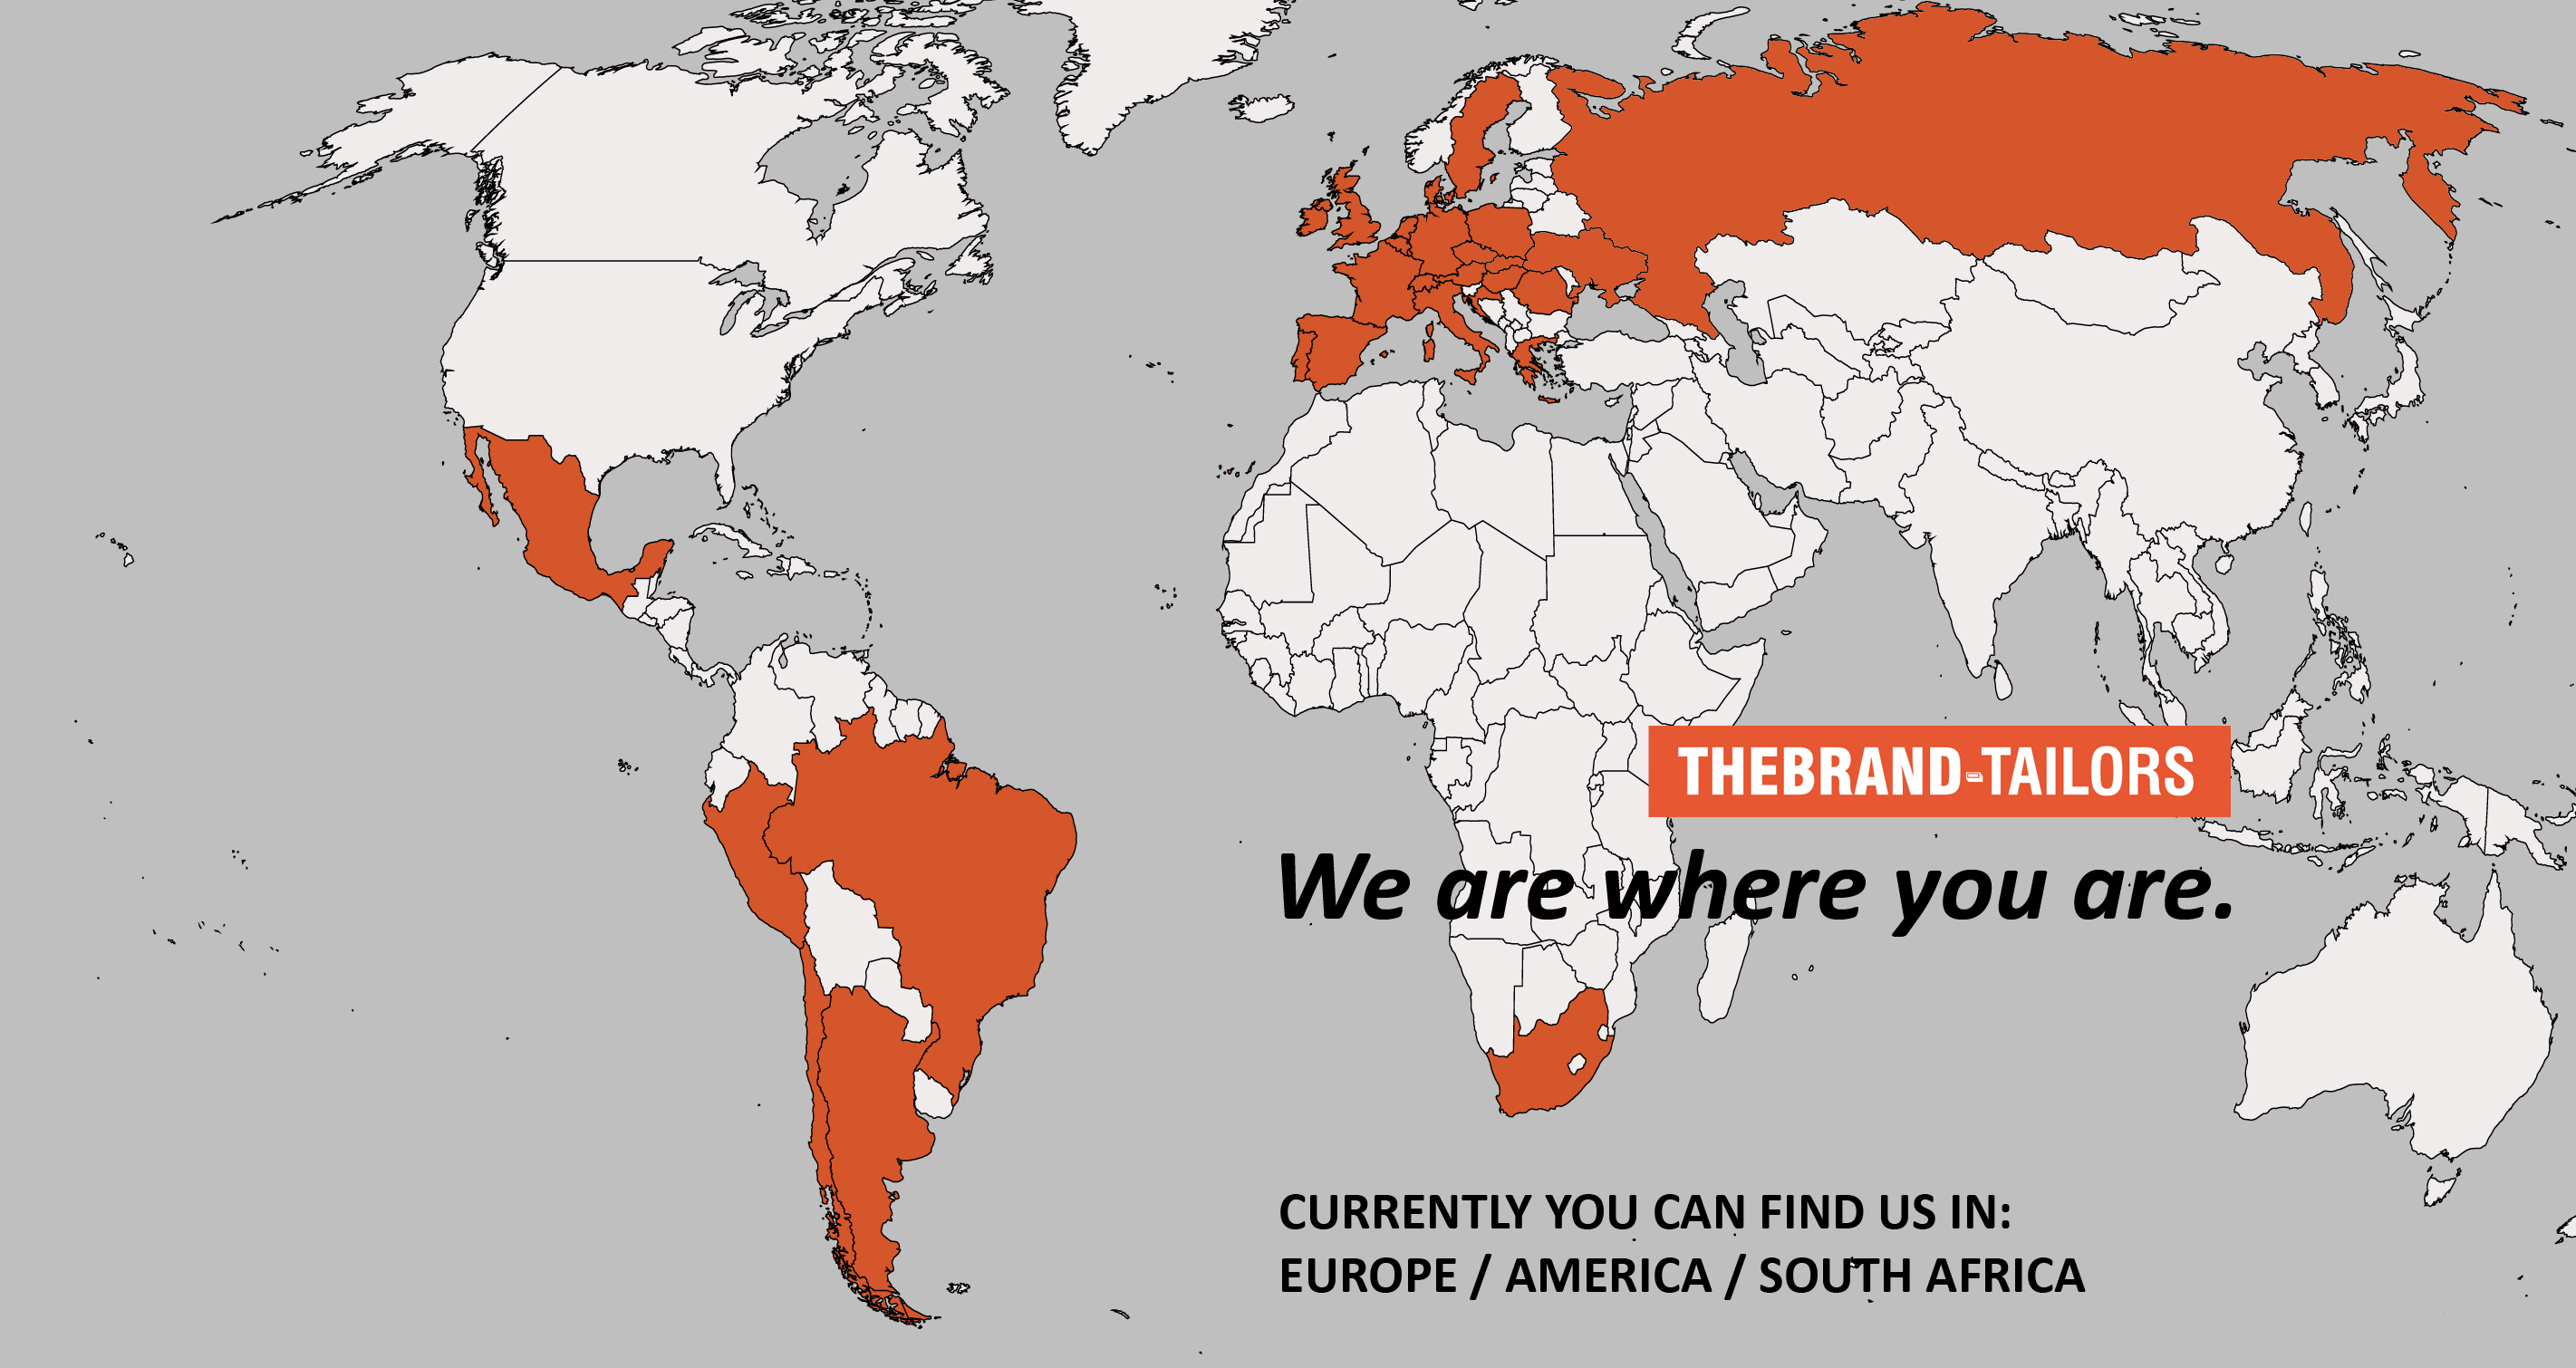 THEBRAND-TAILORS
We are where you are.
CURRENTLY YOU CAN FIND US IN:
EUROPE / AMERICA / SOUTH AFRICA